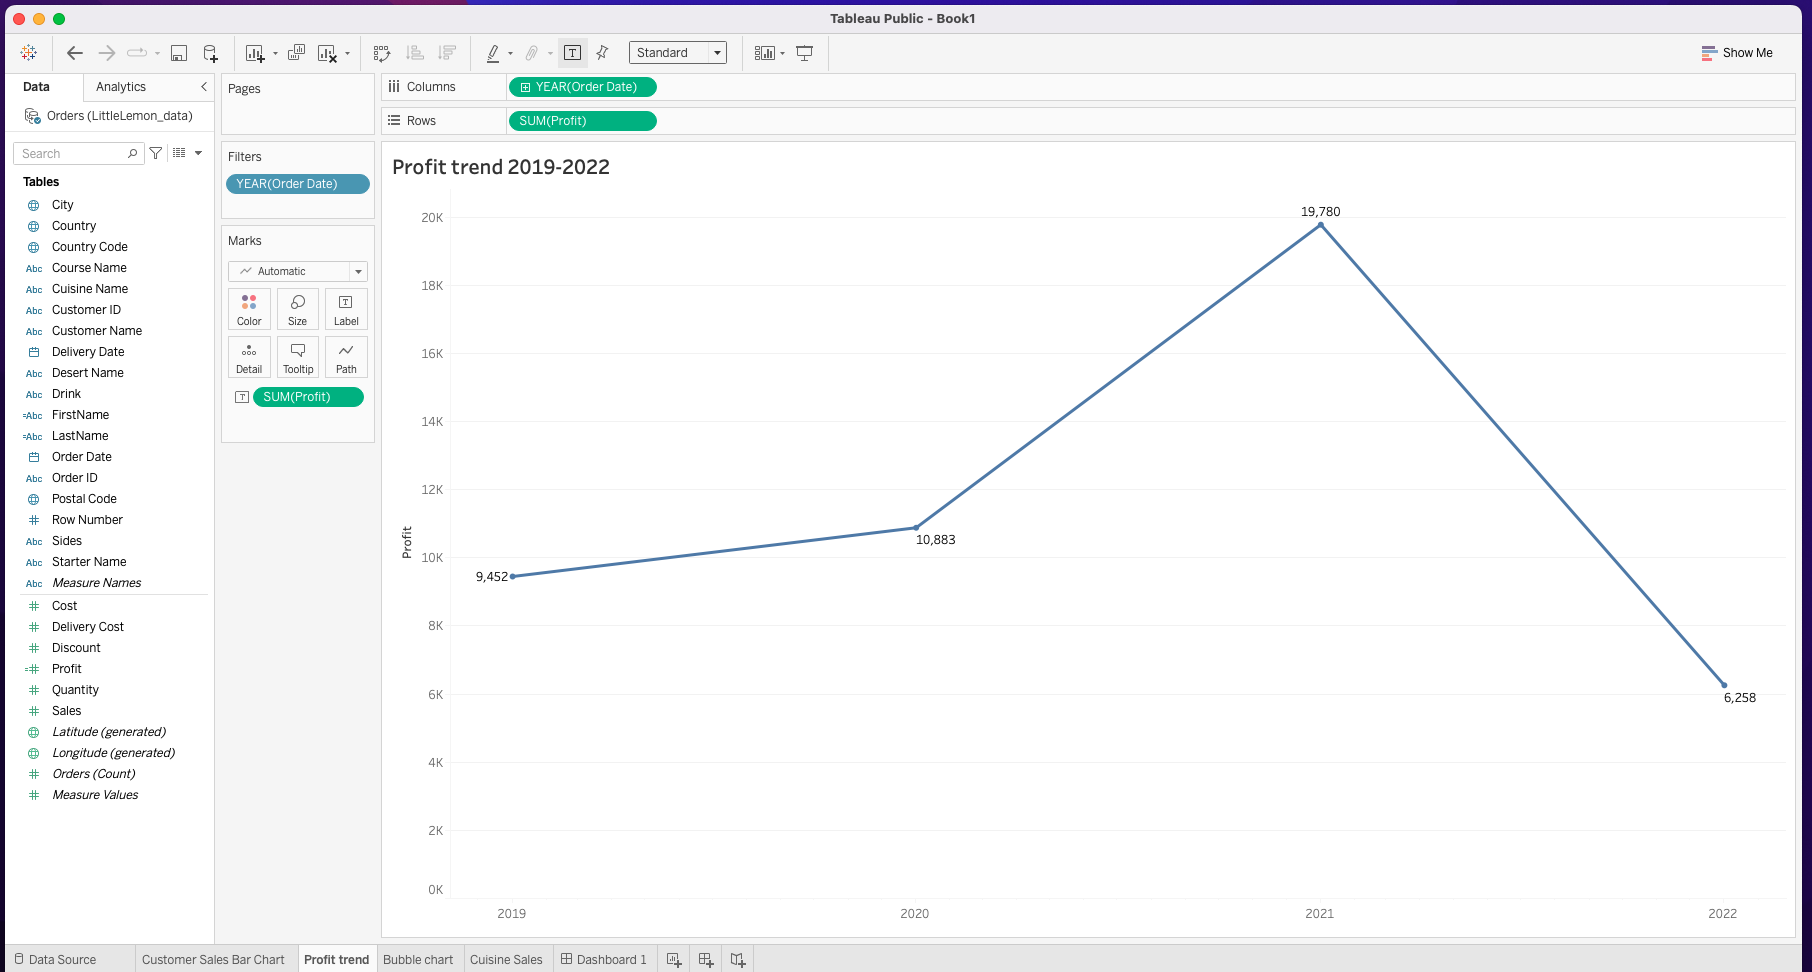 Tableau Public - Book1
Standard
Show Me
Data
Analytics
Orders (LittleLemon_data)
Search
Tables
City
Country
Country Code
Abc Course Name
Abc Cuisine Name
Abc Customer ID
Abc Customer Name
Delivery Date
Abc Desert Name
Abc Drink
=Abc FirstName
=Abc LastName
Order Date
Abc Order ID
Postal Code
# Row Number
Abc Sides
Abc Starter Name
Abc Measure Names
# Cost
# Delivery Cost
# Discount
=# Profit
# Quantity
# Sales
Latitude (generated)
Longitude (generated)
# Orders (Count)
# Measure Values
Pages
Filters
YEAR(Order Date)
Marks
Automatic
Color Size Label
Detail Tooltip Path
SUM(Profit)
Columns YEAR(Order Date)
Rows SUM(Profit)
Profit trend 2019-2022
Profit
20K
18K
16K
14K
12K
10K
8K
6K
4K
2K
0K
9,452
10,883
19,780
6,258
2019 2020 2021 2022
Data Source Customer Sales Bar Chart Profit trend Bubble chart Cuisine Sales Dashboard 1